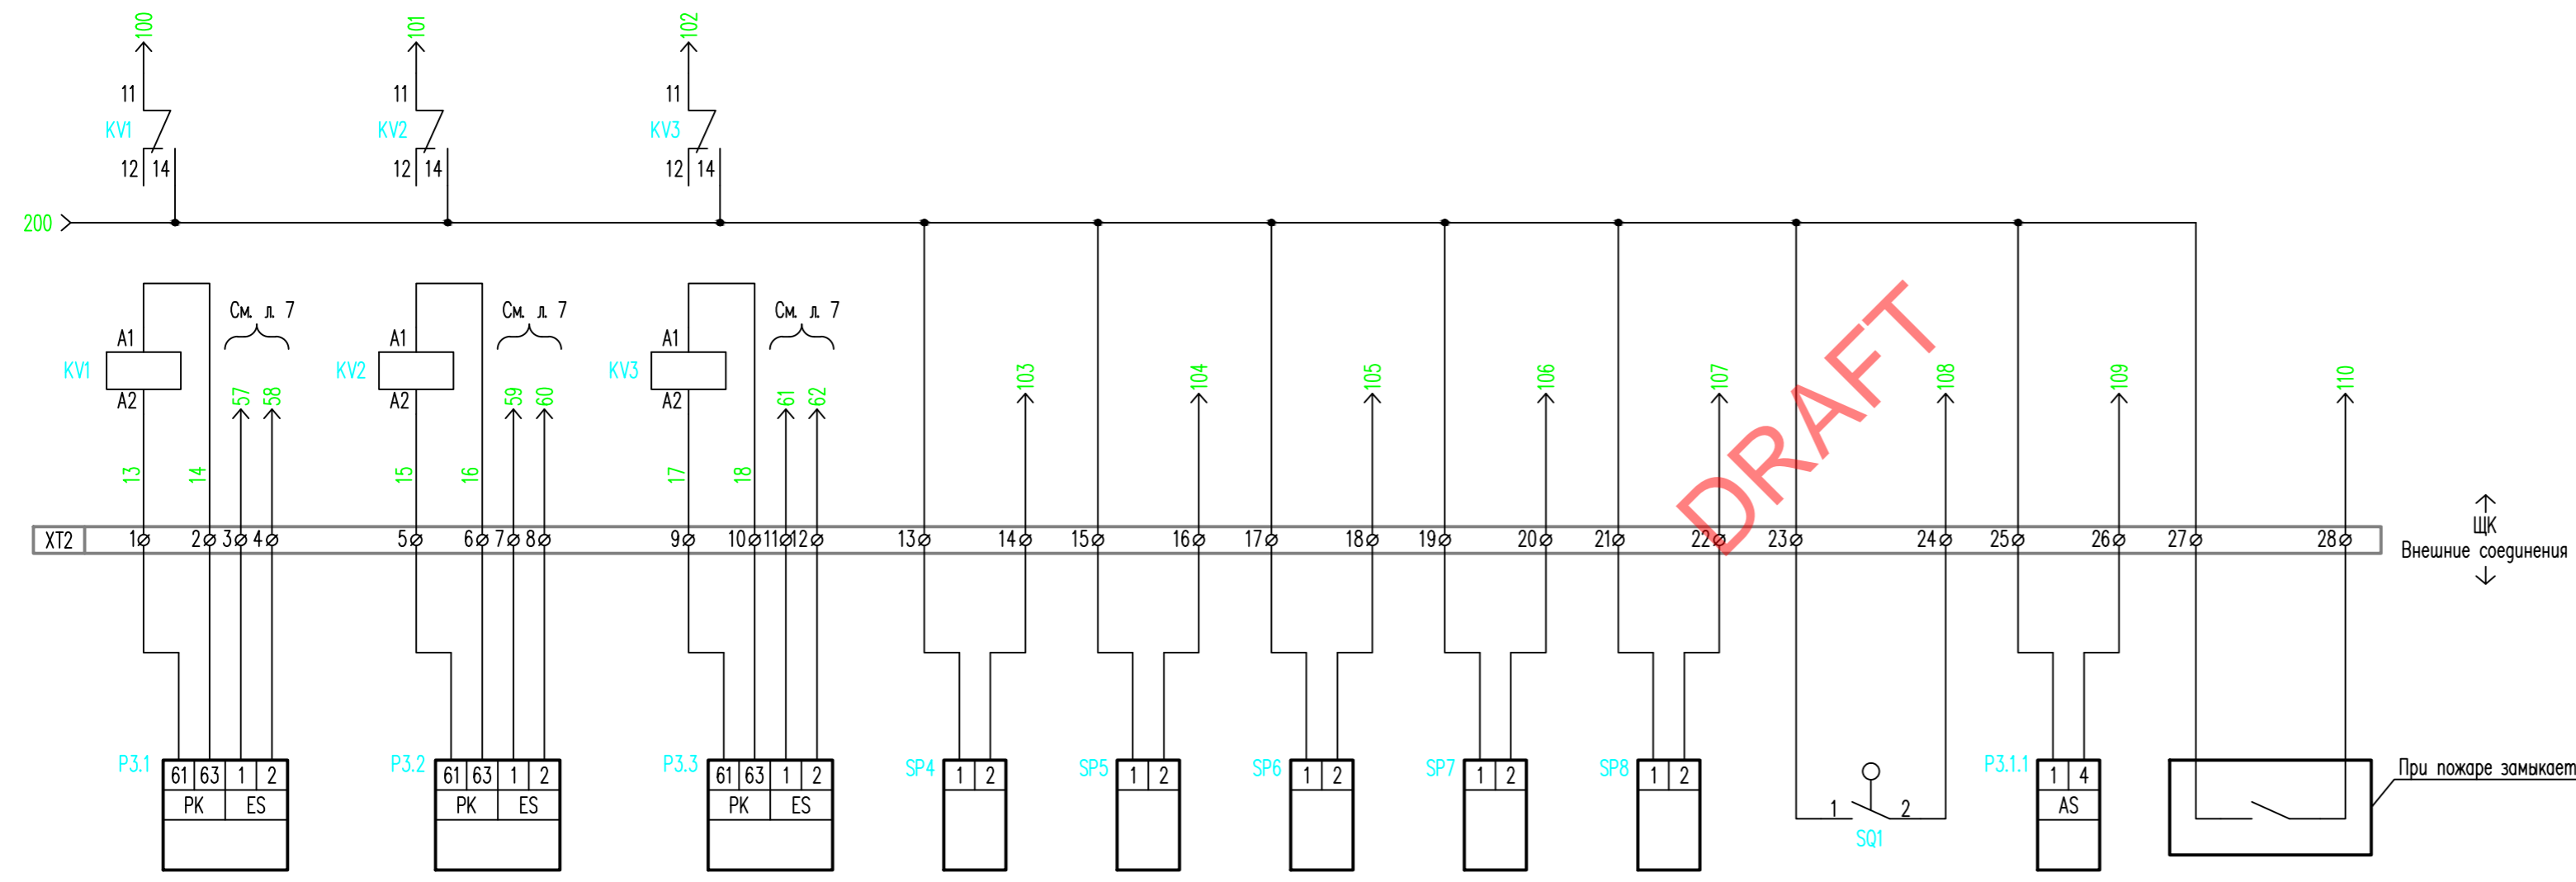 100 101 102
11 11 11
KV1 KV2 KV3
12 14 12 14 12 14
200
См. л. 7 См. л. 7 См. л. 7
A1 A1 A1
KV1 KV2 KV3
A2 A2 A2
57 58 59 60 61 62 103 104 105 106 107 108 109 110
13 14 15 16 17 18
DRAFT
XT2 1 2 3 4 5 6 7 8 9 10 11 12 13 14 15 16 17 18 19 20 21 22 23 24 25 26 27 28
ЩК
Внешние соединения
P3.1 61 63 1 2 P3.2 61 63 1 2 P3.3 61 63 1 2 SP4 1 2 SP5 1 2 SP6 1 2 SP7 1 2 SP8 1 2 P3.1.1 1 4 При пожаре замыкает
PK ES PK ES PK ES 1 2 AS
SQ1